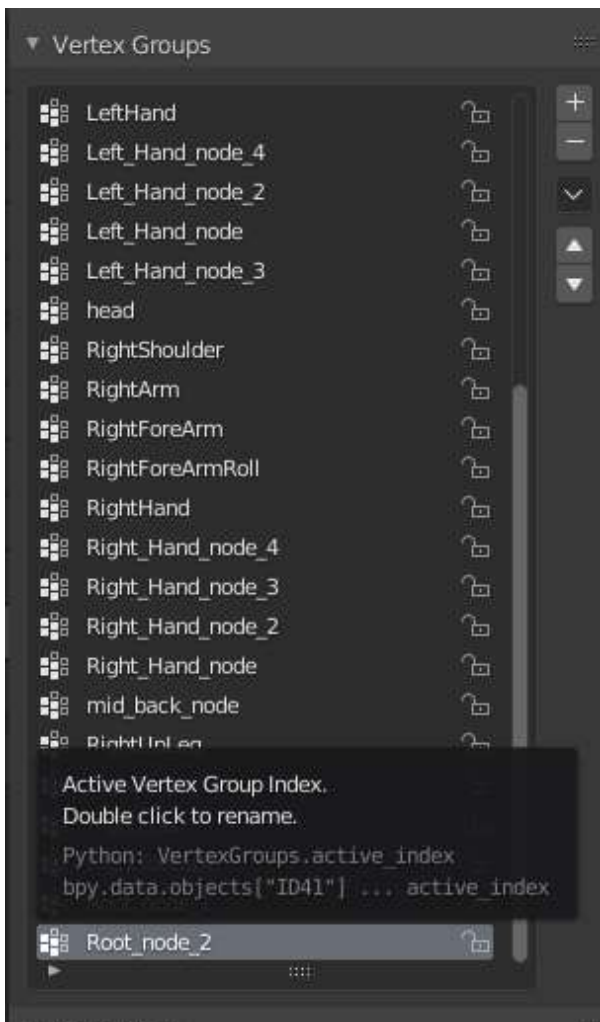 Vertex Groups
LeftHand
Left_Hand_node_4
Left_Hand_node_2
Left_Hand_node
Left_Hand_node_3
head
RightShoulder
RightArm
RightForeArm
RightForeArmRoll
RightHand
Right_Hand_node_4
Right_Hand_node_3
Right_Hand_node_2
Right_Hand_node
mid_back_node
RightUpLeg
Active Vertex Group Index.
Double click to rename.
Python: VertexGroups.active_index
bpy.data.objects["ID41"] ... active_index
Root_node_2